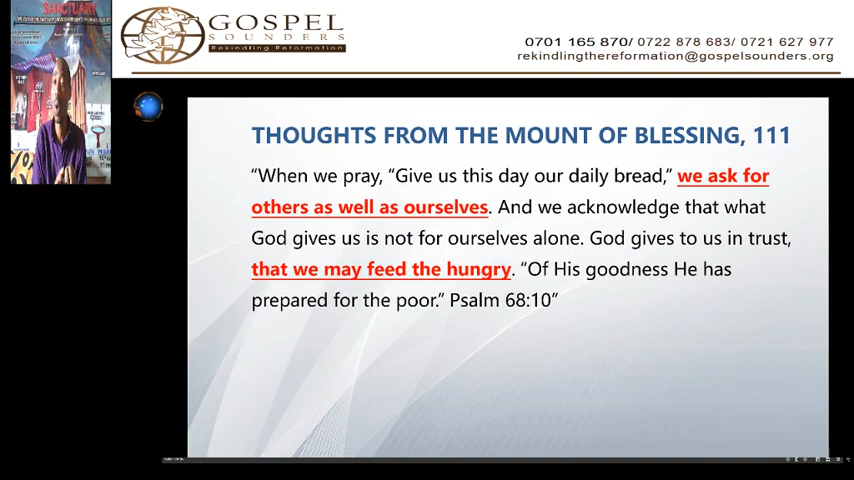 SANCTUARY
GOSPEL
SOUNDERS
Rekindling Reformation
0701 165 870/ 0722 878 683/ 0721 627 977
rekindlingthereformation@gospelsounders.org
THOUGHTS FROM THE MOUNT OF BLESSING, 111
“When we pray, “Give us this day our daily bread,” we ask for
others as well as ourselves. And we acknowledge that what
God gives us is not for ourselves alone. God gives to us in trust,
that we may feed the hungry. “Of His goodness He has
prepared for the poor.” Psalm 68:10”